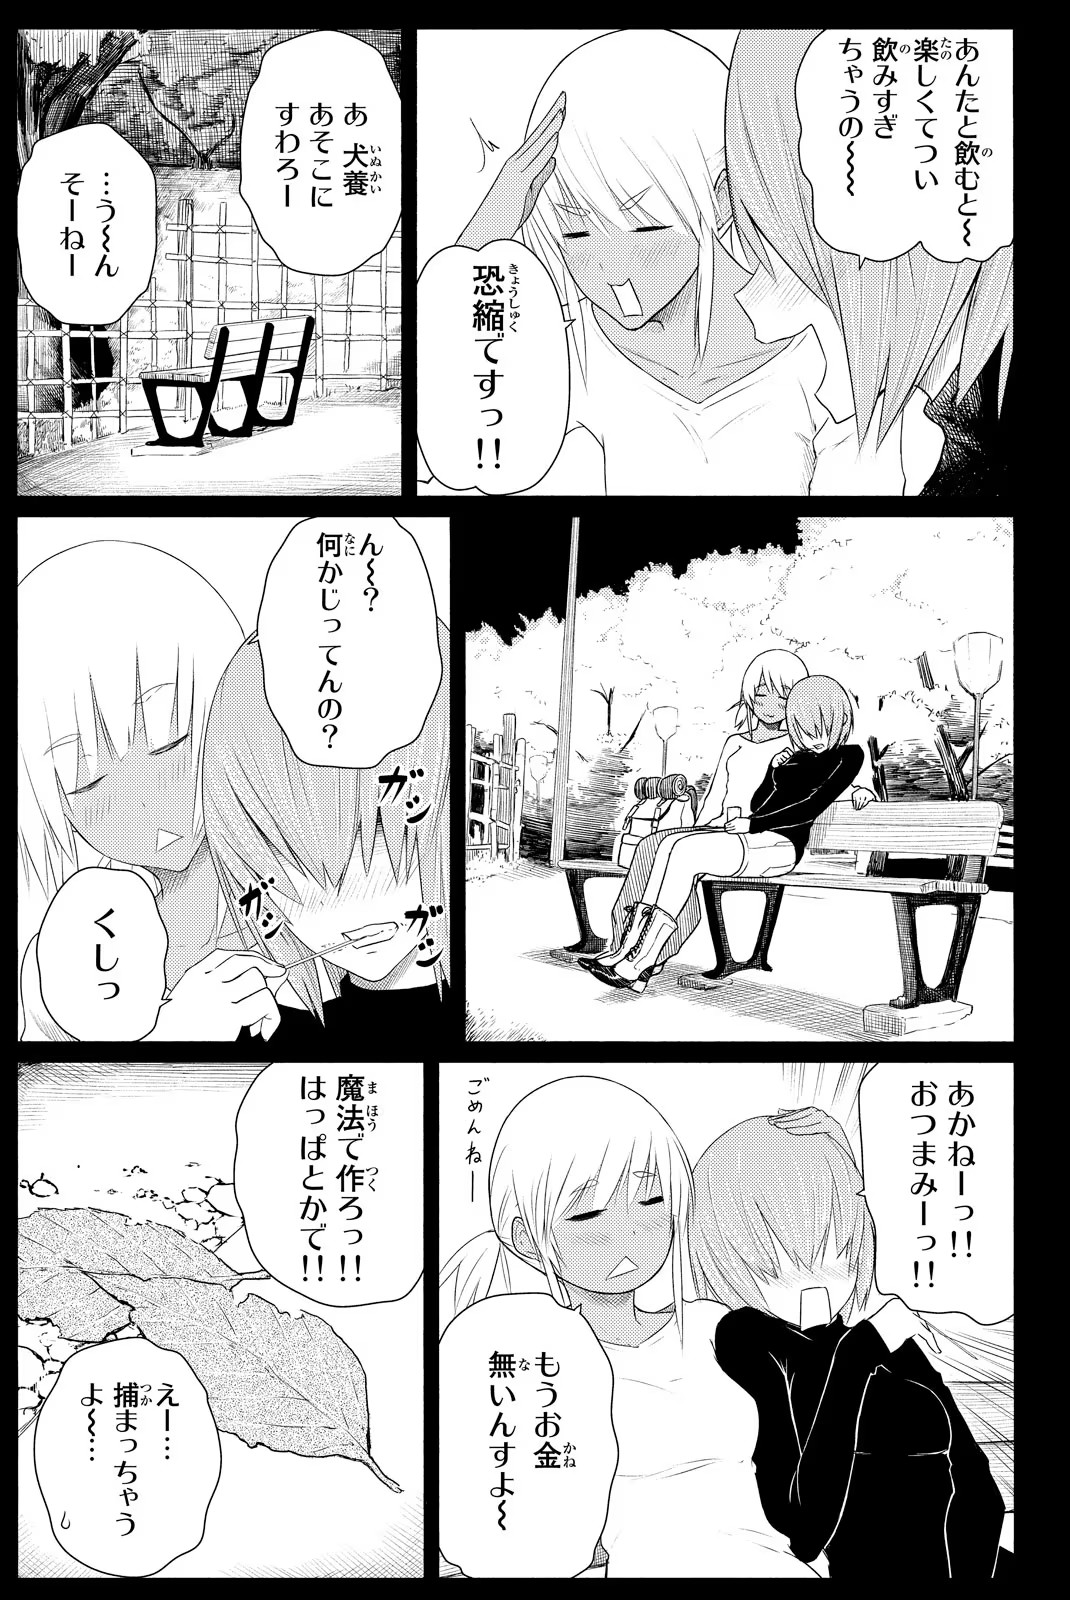 あんたと飲むと〜
楽しくてつい
飲みすぎ
ちゃうの〜〜
恐縮ですっ!!
あ 犬養
あそこに
すわろー
…う〜ん
そーねー
ん〜?
何かじってんの?
ガジ
ガジ
ガジ
くしっ
あかねーっ!!
おつまみーっ!!
ごめんねー
もうお金
無いんすよ〜
魔法で作ろっ!!
はっぱとかで!!
えー…
捕まっちゃう
よ〜…